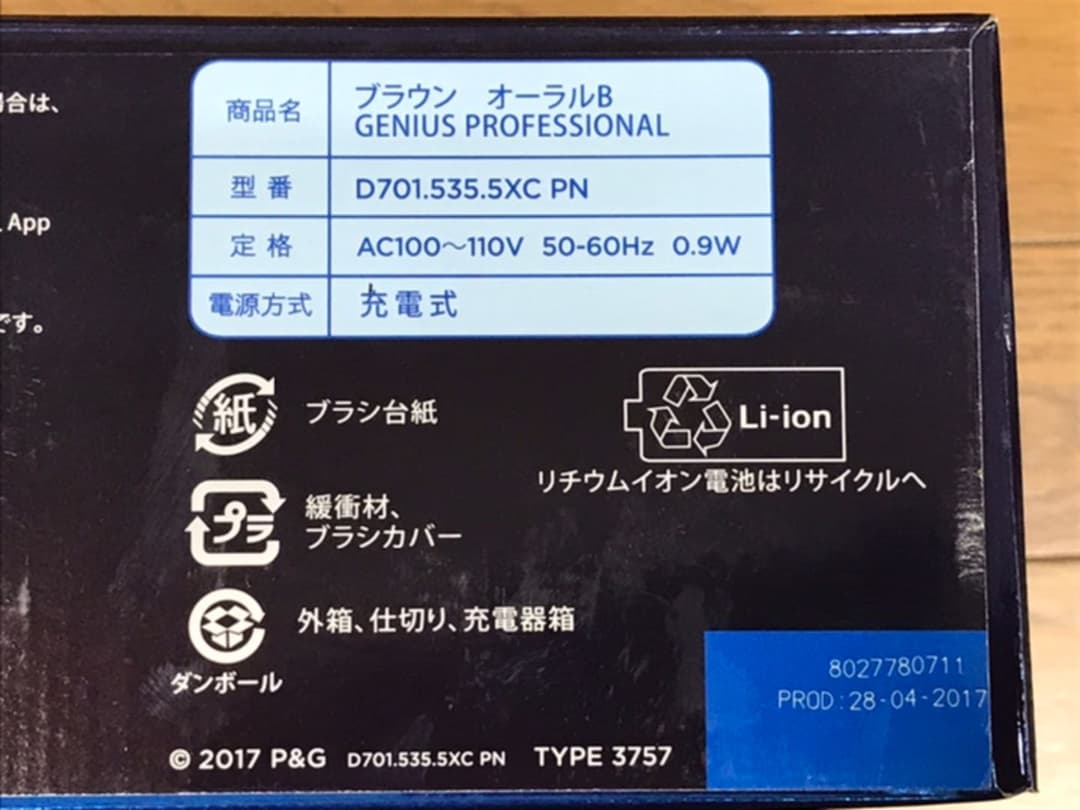 場合は、
App
です。
商品名 ブラウン オーラルB
GENIUS PROFESSIONAL
型番 D701.535.5XC PN
定格 AC100～110V 50-60Hz 0.9W
電源方式 充電式
紙 ブラシ台紙
Li-ion
リチウムイオン電池はリサイクルへ
プラ 緩衝材、
ブラシカバー
外箱、仕切り、充電器箱
ダンボール
8027780711
PROD:28-04-2017
© 2017 P&G D701.535.5XC PN TYPE 3757